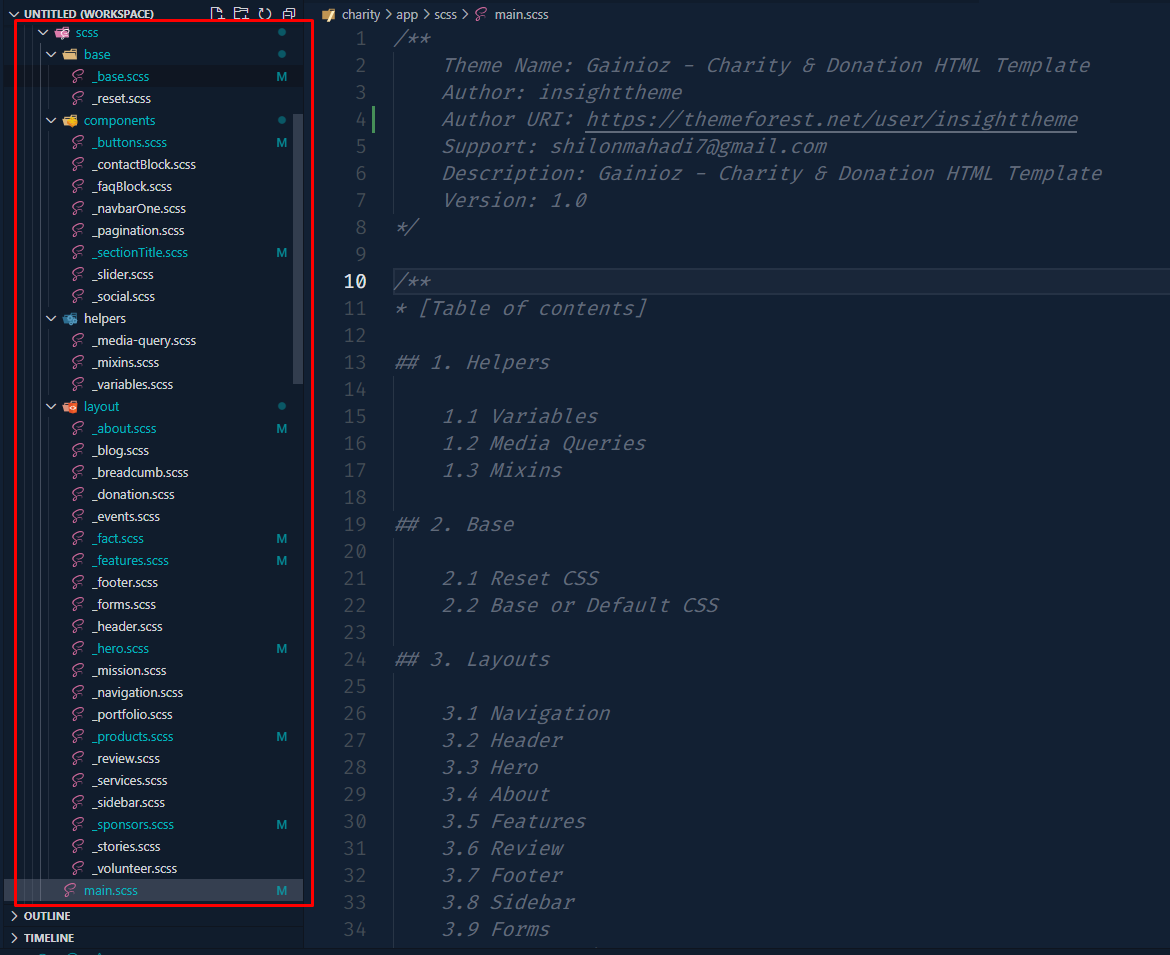 UNTITLED (WORKSPACE)
scss
base
_base.scss M
_reset.scss
components
_buttons.scss M
_contactBlock.scss
_faqBlock.scss
_navbarOne.scss
_pagination.scss
_sectionTitle.scss M
_slider.scss
_social.scss
helpers
_media-query.scss
_mixins.scss
_variables.scss
layout
_about.scss M
_blog.scss
_breadcumb.scss
_donation.scss
_events.scss
_fact.scss M
_features.scss M
_footer.scss
_forms.scss
_header.scss
_hero.scss M
_mission.scss
_navigation.scss
_portfolio.scss
_products.scss M
_review.scss
_services.scss
_sidebar.scss
_sponsors.scss M
_stories.scss
_volunteer.scss
main.scss M
OUTLINE
TIMELINE
charity > app > scss > main.scss
1 /**
2 Theme Name: Gainioz - Charity & Donation HTML Template
3 Author: insighttheme
4 Author URI: https://themeforest.net/user/insighttheme
5 Support: shilonmahadi7@gmail.com
6 Description: Gainioz - Charity & Donation HTML Template
7 Version: 1.0
8 */
9
10 /**
11 * [Table of contents]
12
13 ## 1. Helpers
14
15 1.1 Variables
16 1.2 Media Queries
17 1.3 Mixins
18
19 ## 2. Base
20
21 2.1 Reset CSS
22 2.2 Base or Default CSS
23
24 ## 3. Layouts
25
26 3.1 Navigation
27 3.2 Header
28 3.3 Hero
29 3.4 About
30 3.5 Features
31 3.6 Review
32 3.7 Footer
33 3.8 Sidebar
34 3.9 Forms